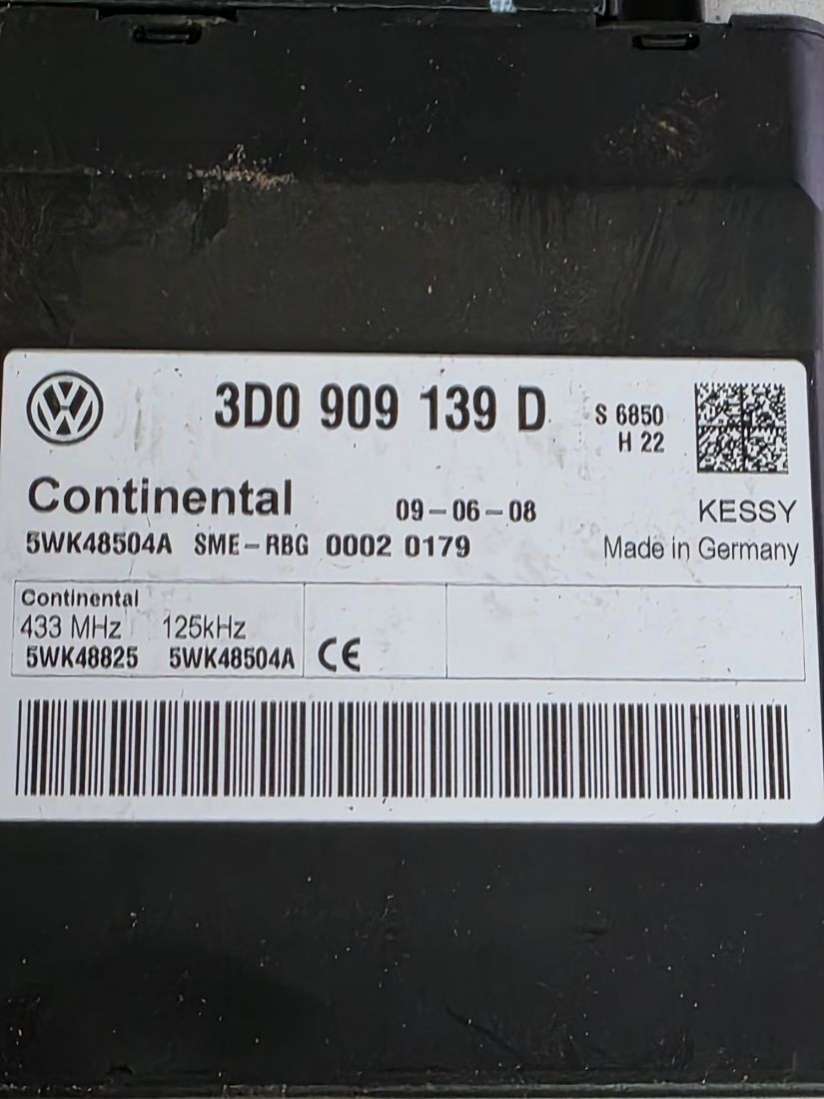 3D0 909 139 D
S 6850
H 22
Continental
09-06-08
KESSY
5WK48504A SME-RBG 0002 0179
Made in Germany
Continental
433 MHz 125kHz
5WK48825 5WK48504A CE